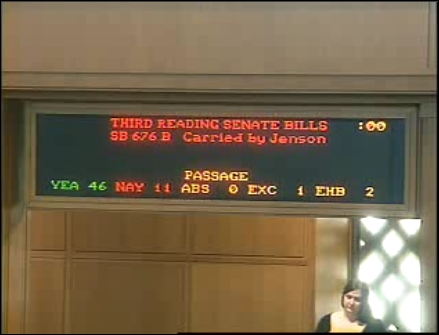 THIRD READING SENATE BILLS :00
SB 676 B Carried by Jenson
PASSAGE
YEA 46 NAY 11 ABS 0 EXC 1 EHB 2